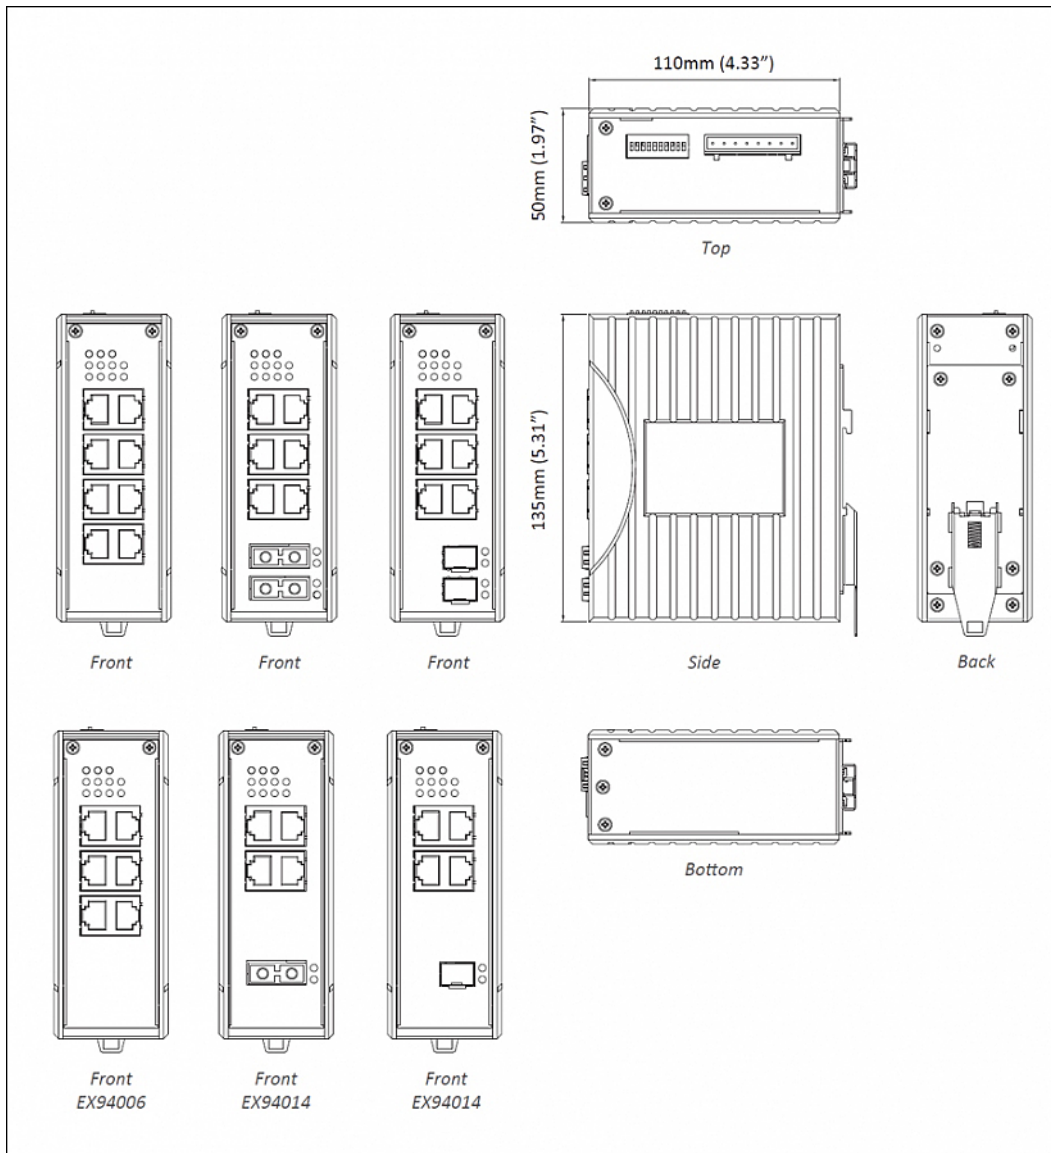 110mm (4.33”)
50mm (1.97”)
Top
135mm (5.31”)
Front
Front
Front
Side
Back
Bottom
Front
EX94006
Front
EX94014
Front
EX94014